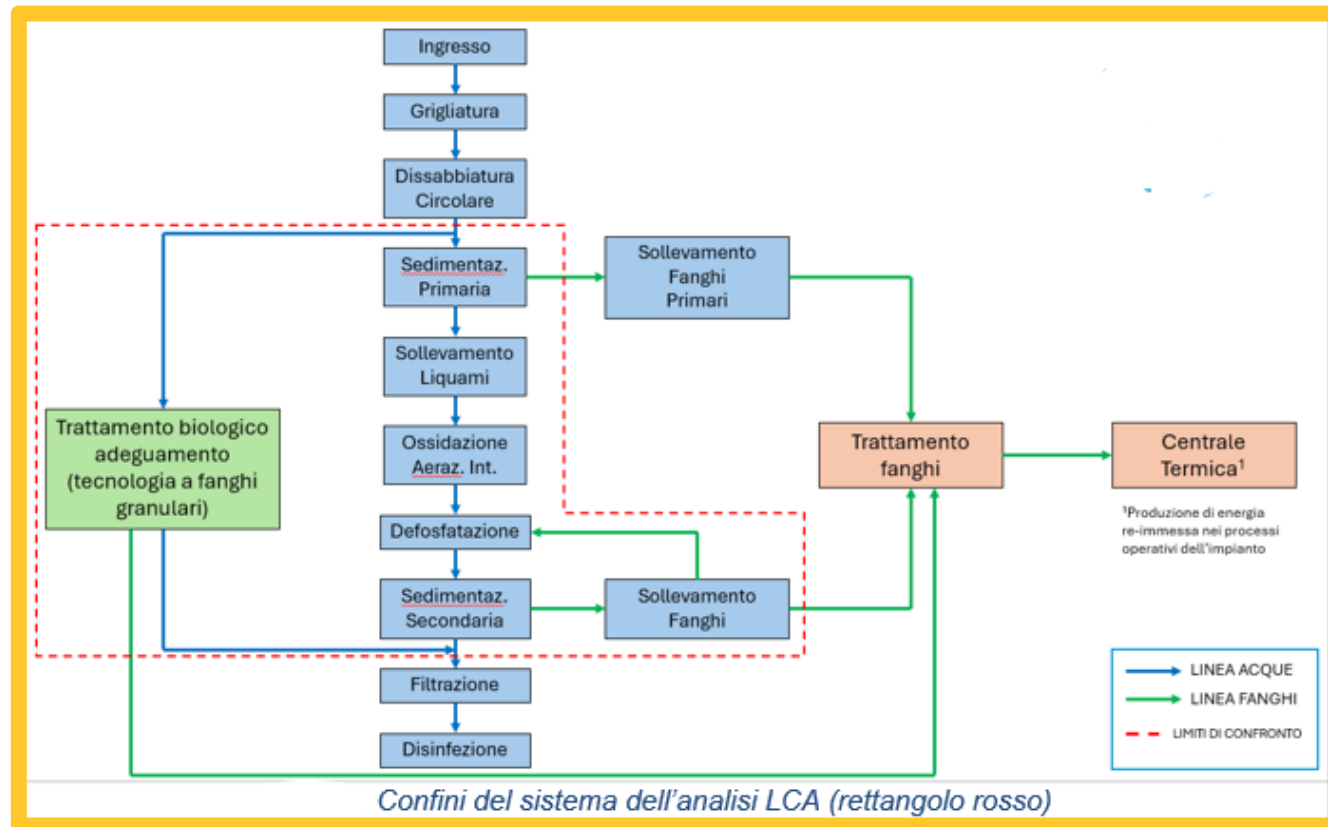 Ingresso
Grigliatura
Dissabbiatura
Circolare
Sedimentaz.
Primaria
Sollevamento
Fanghi
Primari
Sollevamento
Liquami
Trattamento biologico
adeguamento
(tecnologia a fanghi
granulari)
Ossidazione
Aeraz. Int.
Trattamento
fanghi
Centrale
Termica¹
¹Produzione di energia
re-immessa nei processi
operativi dell'impianto
Defosfatazione
Sedimentaz.
Secondaria
Sollevamento
Fanghi
Filtrazione
Disinfezione
LINEA ACQUE
LINEA FANGHI
LIMITI DI CONFRONTO
Confini del sistema dell'analisi LCA (rettangolo rosso)